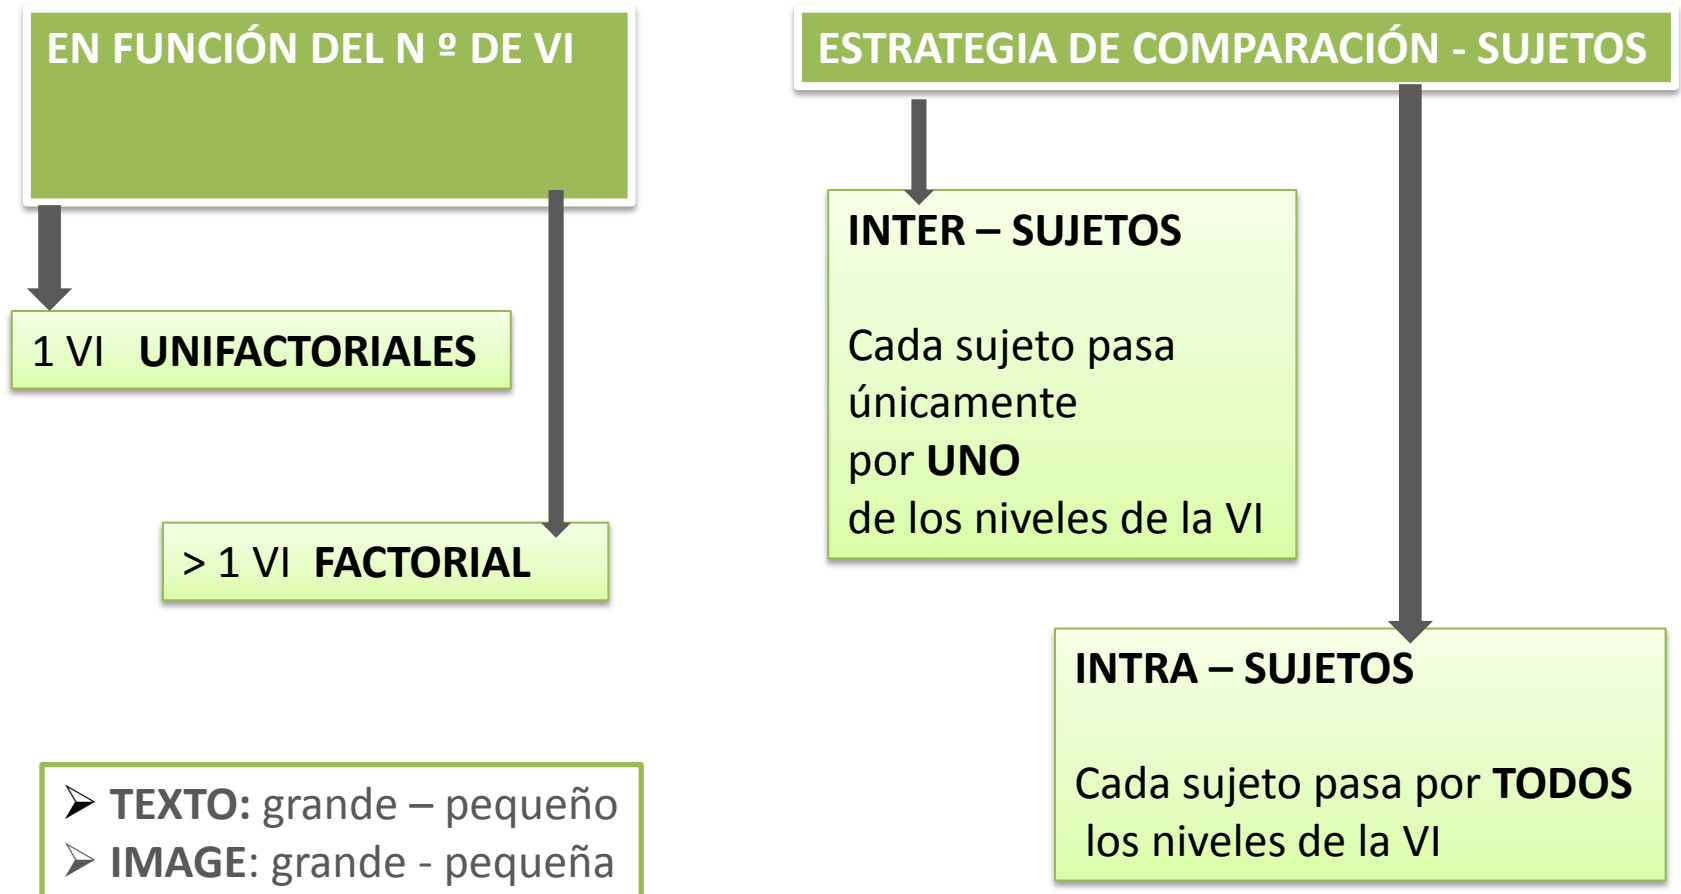 EN FUNCIÓN DEL N º DE VI
1 VI UNIFACTORIALES
> 1 VI FACTORIAL
➢ TEXTO: grande – pequeño
➢ IMAGE: grande - pequeña
ESTRATEGIA DE COMPARACIÓN - SUJETOS
INTER – SUJETOS
Cada sujeto pasa
únicamente
por UNO
de los niveles de la VI
INTRA – SUJETOS
Cada sujeto pasa por TODOS
los niveles de la VI